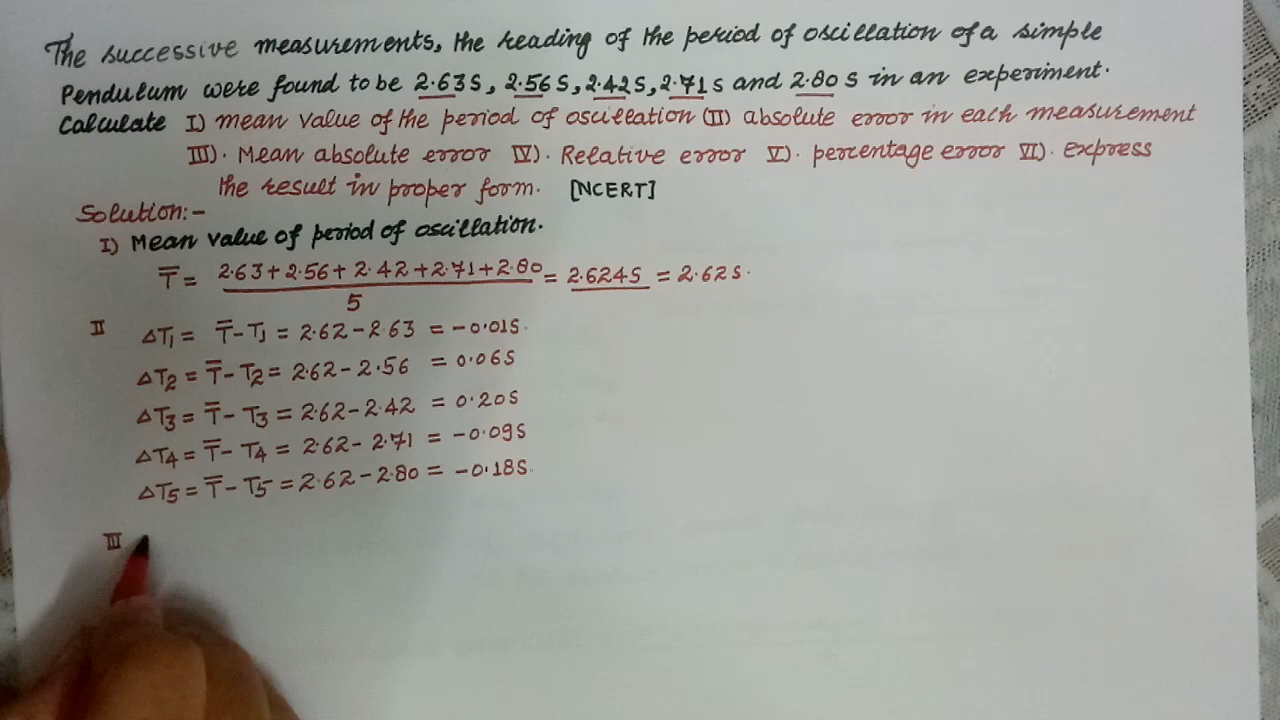 The successive measurements, the reading of the period of oscillation of a simple
Pendulum were found to be 2.63s, 2.56s, 2.42s, 2.71s and 2.80s in an experiment.
Calculate I) mean value of the period of oscillation (II) absolute error in each measurement
III). Mean absolute error IV). Relative error V). percentage error VI). express
the result in proper form. [NCERT]
Solution:-
I) Mean value of period of oscillation.
T̄ = 2.63+2.56+2.42+2.71+2.80 / 5 = 2.624s = 2.62s.
II ΔT₁ = T̄-T₁ = 2.62-2.63 = -0.01s.
ΔT₂ = T̄-T₂ = 2.62-2.56 = 0.06s
ΔT₃ = T̄-T₃ = 2.62-2.42 = 0.20s
ΔT₄ = T̄-T₄ = 2.62-2.71 = -0.09s
ΔT₅ = T̄-T₅ = 2.62-2.80 = -0.18s.
III